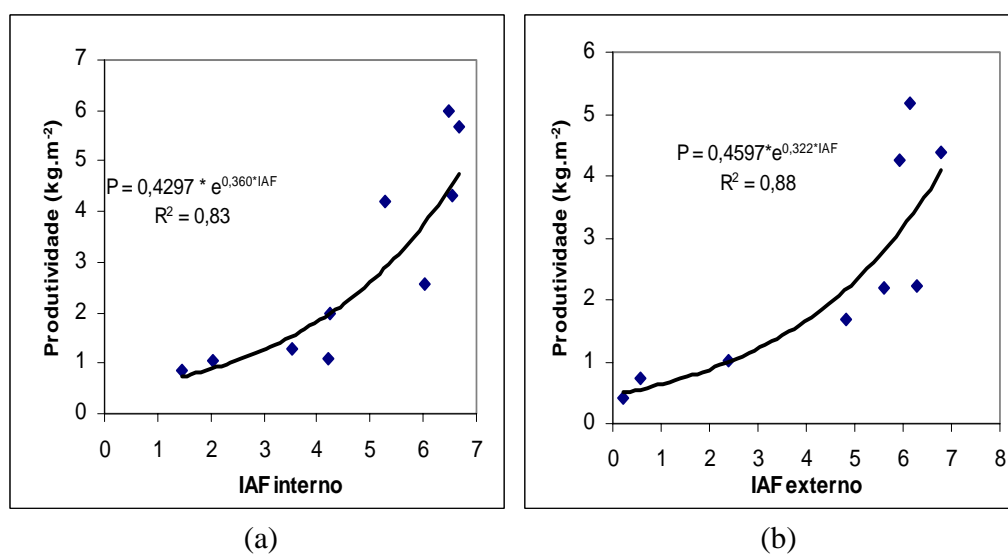 7
6
5
4
3
2
1
0
Produtividade (kg.m⁻²)
P = 0,4297 * e^0,360*IAF
R² = 0,83
0 1 2 3 4 5 6 7
IAF interno
(a)
6
5
4
3
2
1
0
Produtividade (kg.m⁻²)
P = 0,4597*e^0,322*IAF
R² = 0,88
0 1 2 3 4 5 6 7 8
IAF externo
(b)